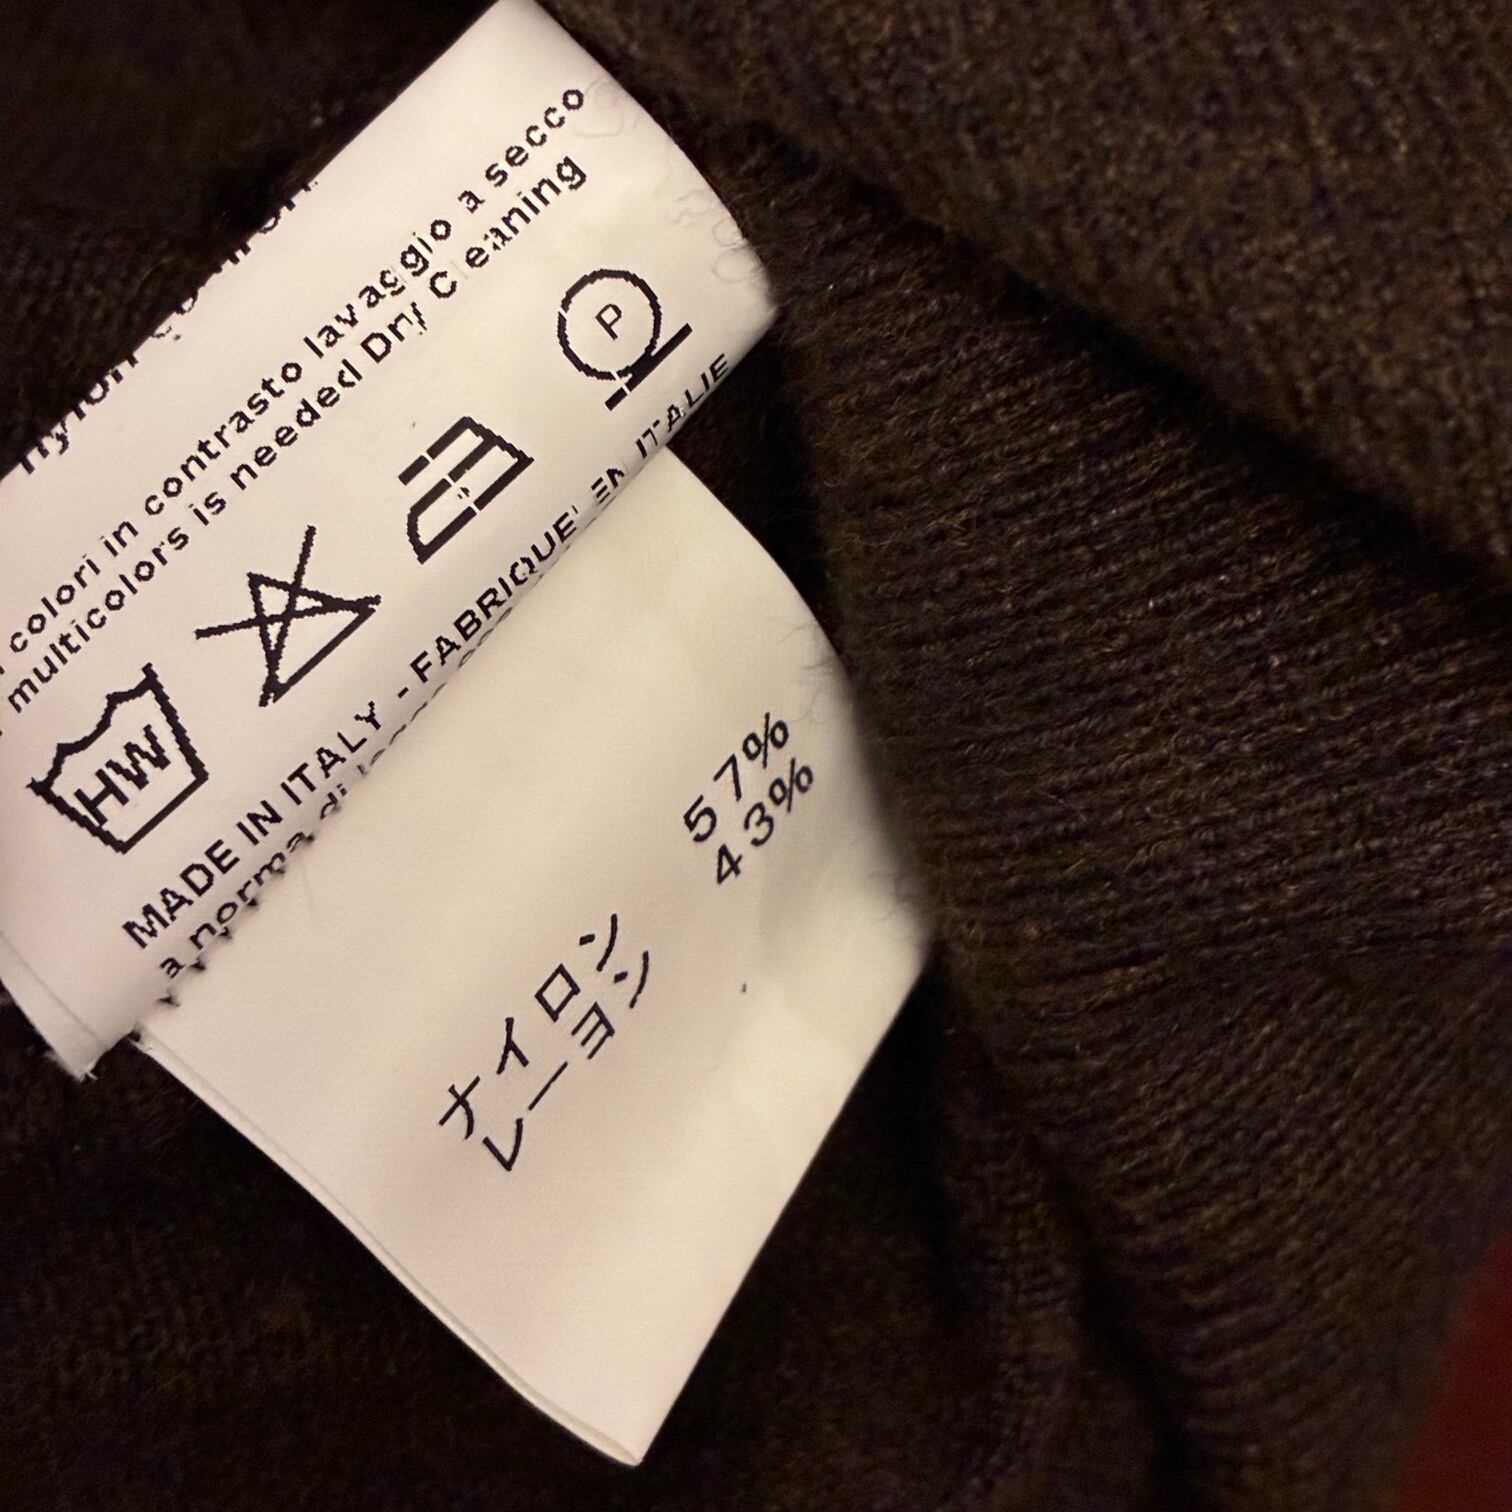 colori in contrasto lavaggio a secco
multicolors is needed Dry Cleaning
HW
P
MADE IN ITALY - FABRIQUE' EN ITALIE
a norma di
ナイロン 57%
レーヨン 43%